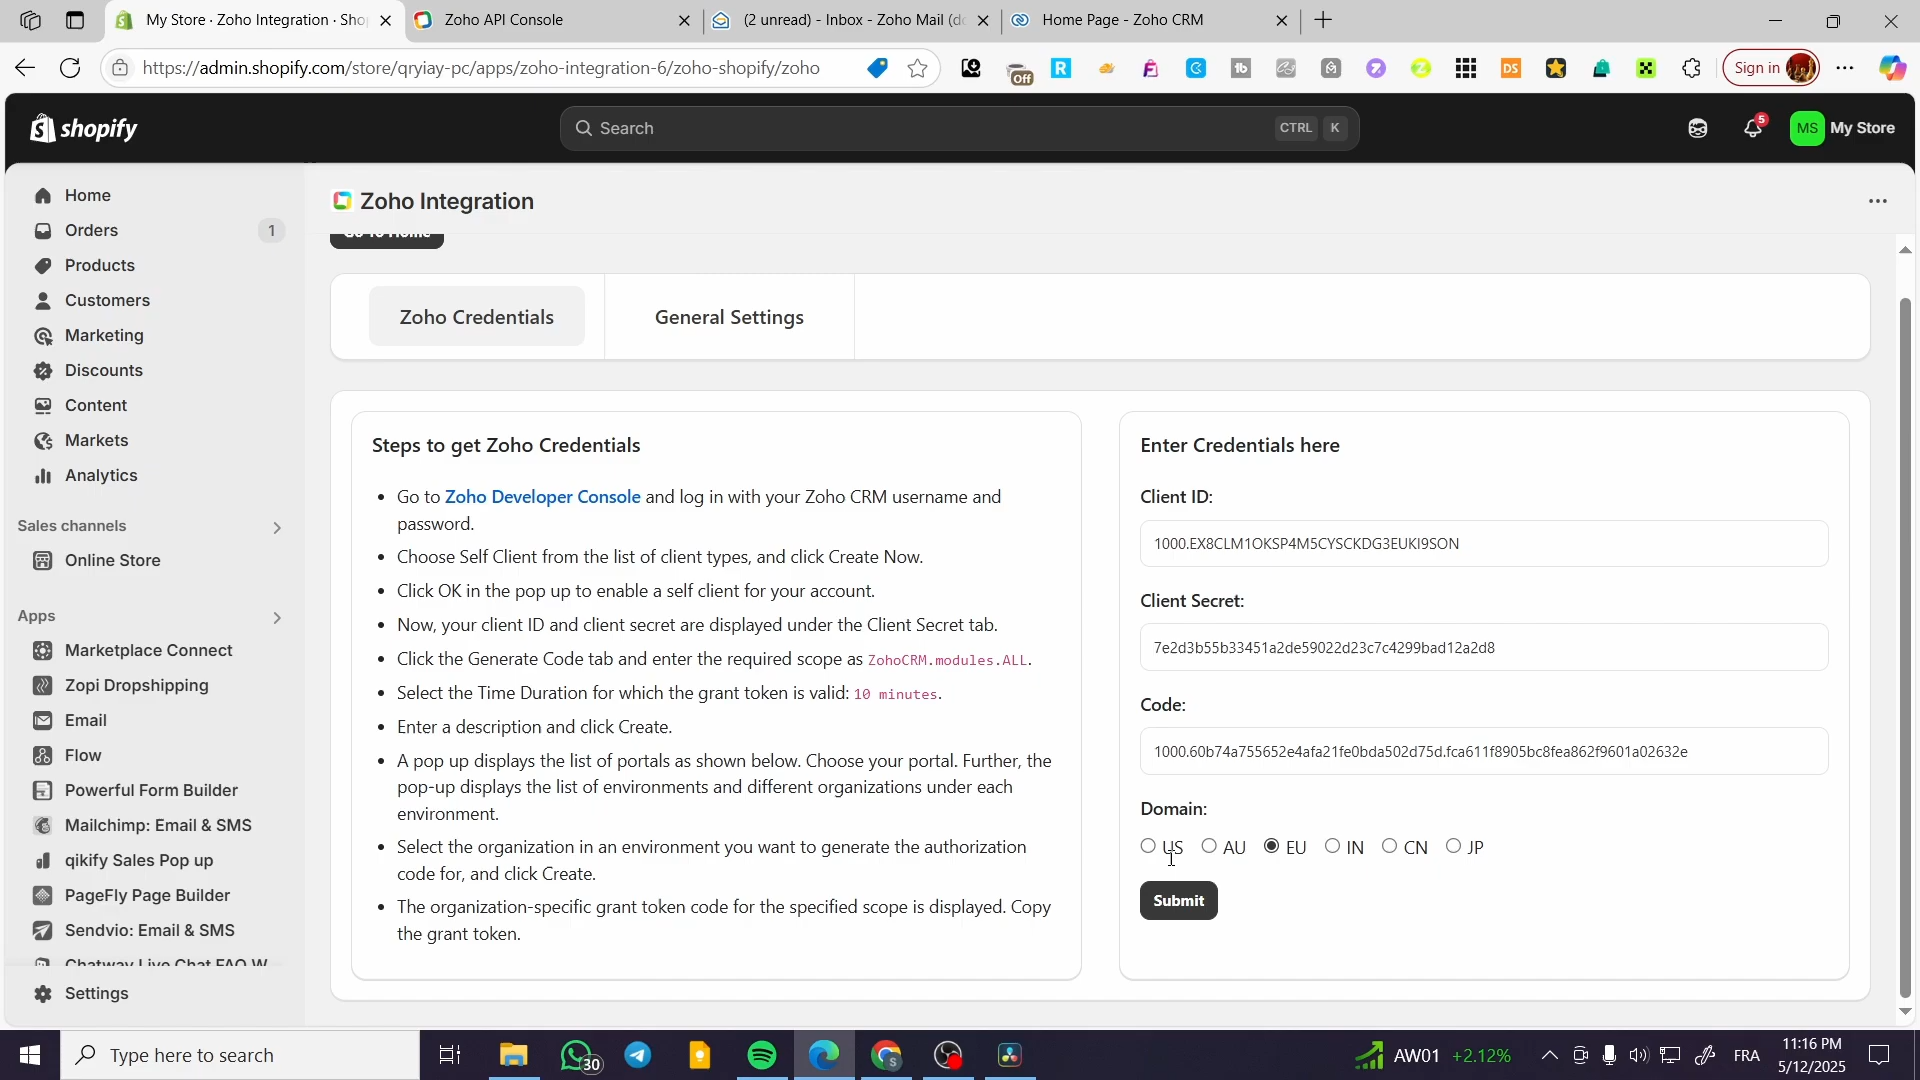 My Store · Zoho Integration · Sho
Zoho API Console
(2 unread) - Inbox - Zoho Mail (do
Home Page - Zoho CRM
https://admin.shopify.com/store/qryiay-pc/apps/zoho-integration-6/zoho-shopify/zoho
Off
Sign in
shopify
Search
CTRL K
5
MS
My Store
Home
Orders
1
Products
Customers
Marketing
Discounts
Content
Markets
Analytics
Sales channels
Online Store
Apps
Marketplace Connect
Zopi Dropshipping
Email
Flow
Powerful Form Builder
Mailchimp: Email & SMS
qikify Sales Pop up
PageFly Page Builder
Sendvio: Email & SMS
Chatway Live Chat FAQ W
Settings
Zoho Integration
Go To Home
Zoho Credentials
General Settings
Steps to get Zoho Credentials
Go to Zoho Developer Console and log in with your Zoho CRM username and
password.
Choose Self Client from the list of client types, and click Create Now.
Click OK in the pop up to enable a self client for your account.
Now, your client ID and client secret are displayed under the Client Secret tab.
Click the Generate Code tab and enter the required scope as ZohoCRM.modules.ALL.
Select the Time Duration for which the grant token is valid: 10 minutes.
Enter a description and click Create.
A pop up displays the list of portals as shown below. Choose your portal. Further, the
pop-up displays the list of environments and different organizations under each
environment.
Select the organization in an environment you want to generate the authorization
code for, and click Create.
The organization-specific grant token code for the specified scope is displayed. Copy
the grant token.
Enter Credentials here
Client ID:
1000.EX8CLM1OKSP4M5CYSCKDG3EUKI9SON
Client Secret:
7e2d3b55b33451a2de59022d23c7c4299bad12a2d8
Code:
1000.60b74a755652e4afa21fe0bda502d75d.fca611f8905bc8fea862f9601a02632e
Domain:
US AU EU IN CN JP
Submit
Type here to search
30
AW01 +2.12%
FRA
11:16 PM
5/12/2025